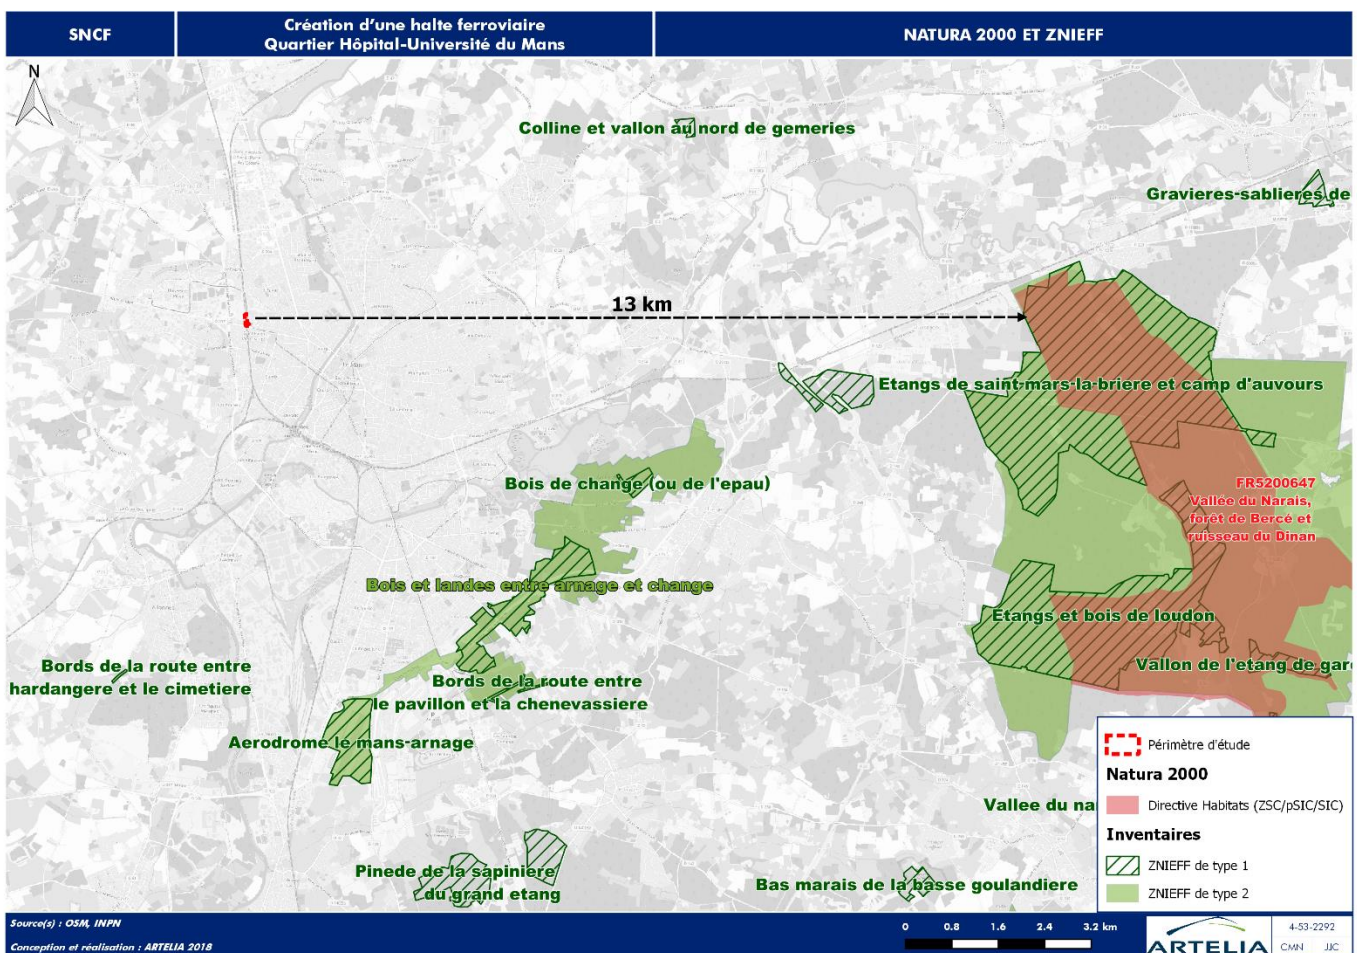 SNCF
Création d'une halte ferroviaire
Quartier Hôpital-Université du Mans
NATURA 2000 ET ZNIEFF
N
Colline et vallon au nord de gemeries
Gravieres-sablieres de
13 km
Etangs de saint-mars-la-briere et camp d'auvours
Bois de change (ou de l'epau)
FR5200647
Vallée du Narais,
forêt de Bercé et
ruisseau du Dinan
Bois et landes entre arnage et change
Etangs et bois de loudon
Bords de la route entre
hardangere et le cimetiere
Vallon de l'etang de gar
Bords de la route entre
le pavillon et la chenevassiere
Aerodrome le mans-arnage
Vallee du na
Pinede de la sapiniere
du grand etang
Bas marais de la basse goulandiere
Périmètre d'étude
Natura 2000
Directive Habitats (ZSC/pSIC/SIC)
Inventaires
ZNIEFF de type 1
ZNIEFF de type 2
Source(s) : OSM, INPN
Conception et réalisation : ARTELIA 2018
0 0.8 1.6 2.4 3.2 km
ARTELIA
4-53-2292
CMN JJC